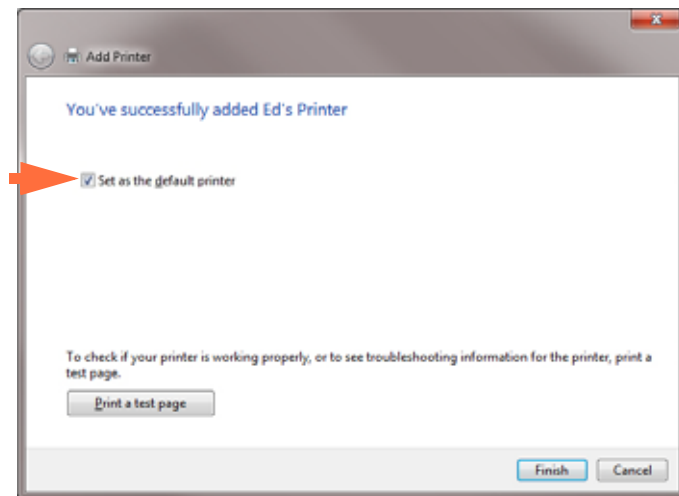 Add Printer
You've successfully added Ed's Printer
Set as the default printer
To check if your printer is working properly, or to see troubleshooting information for the printer, print a
test page.
Print a test page
Finish Cancel